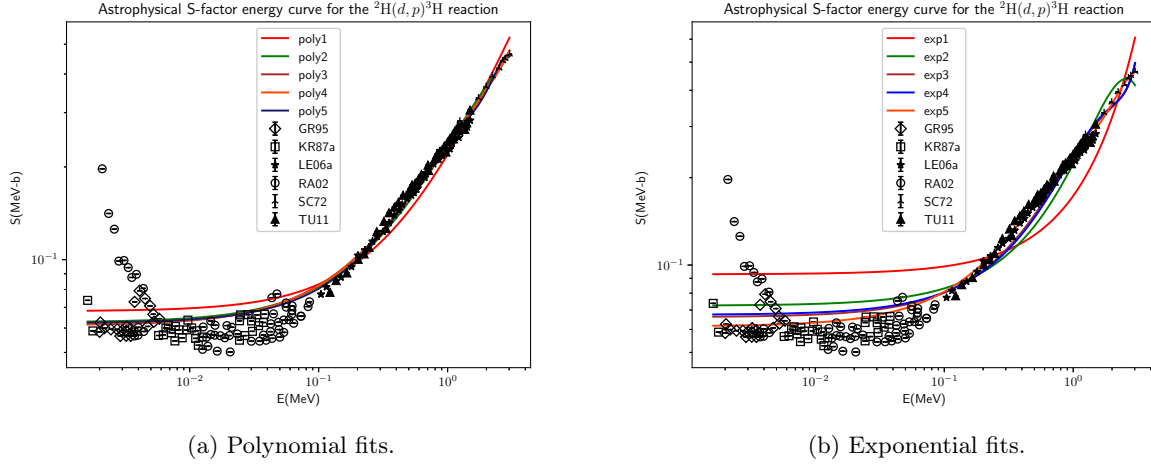 Astrophysical S-factor energy curve for the ²H(d, p)³H reaction
poly1
poly2
poly3
poly4
poly5
GR95
KR87a
LE06a
RA02
SC72
TU11
S(MeV-b)
10⁻¹
10⁻² 10⁻¹ 10⁰
E(MeV)
(a) Polynomial fits.
Astrophysical S-factor energy curve for the ²H(d, p)³H reaction
exp1
exp2
exp3
exp4
exp5
GR95
KR87a
LE06a
RA02
SC72
TU11
S(MeV-b)
10⁻¹
10⁻² 10⁻¹ 10⁰
E(MeV)
(b) Exponential fits.